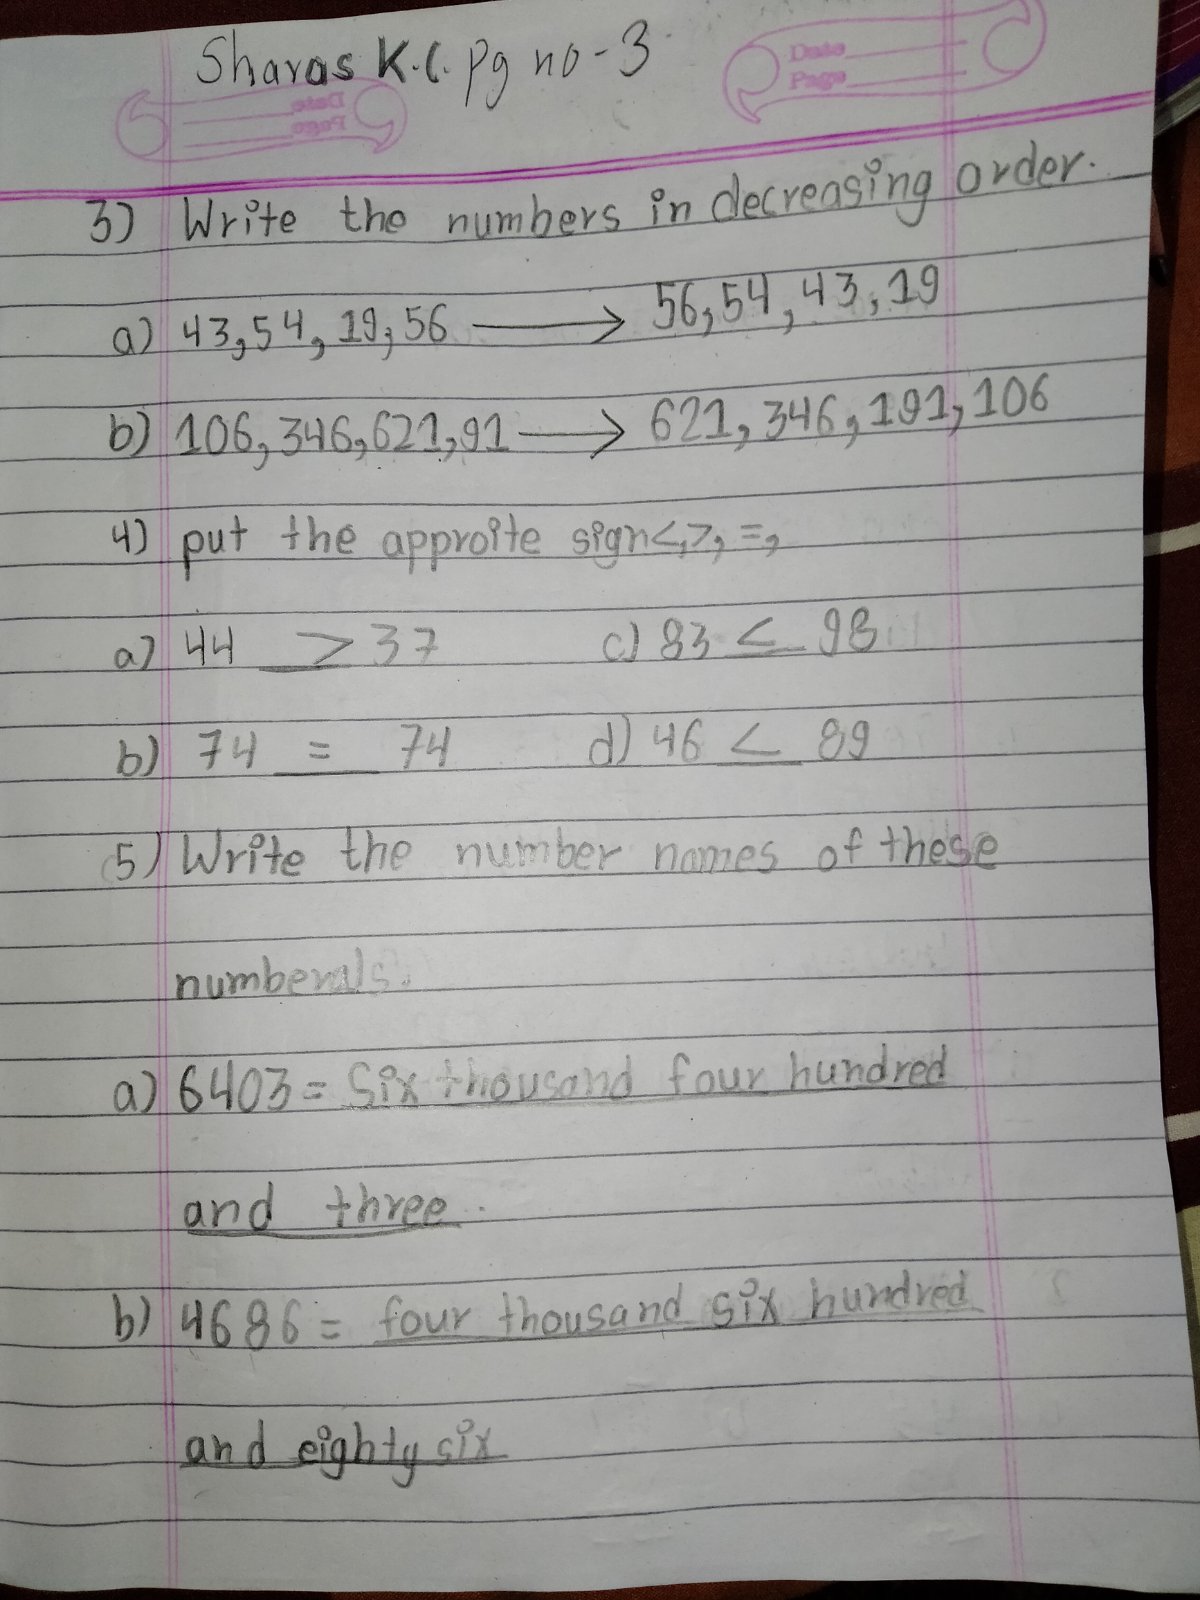 Sharas K.C. Pg no-3
Date
Page
Date
Page
3) Write the numbers in decreasing order.
a) 43,54, 19,56 → 56,54, 43,19
b) 106,346,621,91 → 621, 346, 191, 106
4) put the approite sign<,>, =,
a) 44 > 37 c) 83 < 98
b) 74 = 74 d) 46 < 89
5) Write the number names of these
numberals.
a) 6403 = Six thousand four hundred
and three.
b) 4686 = four thousand six hundred
and eighty six